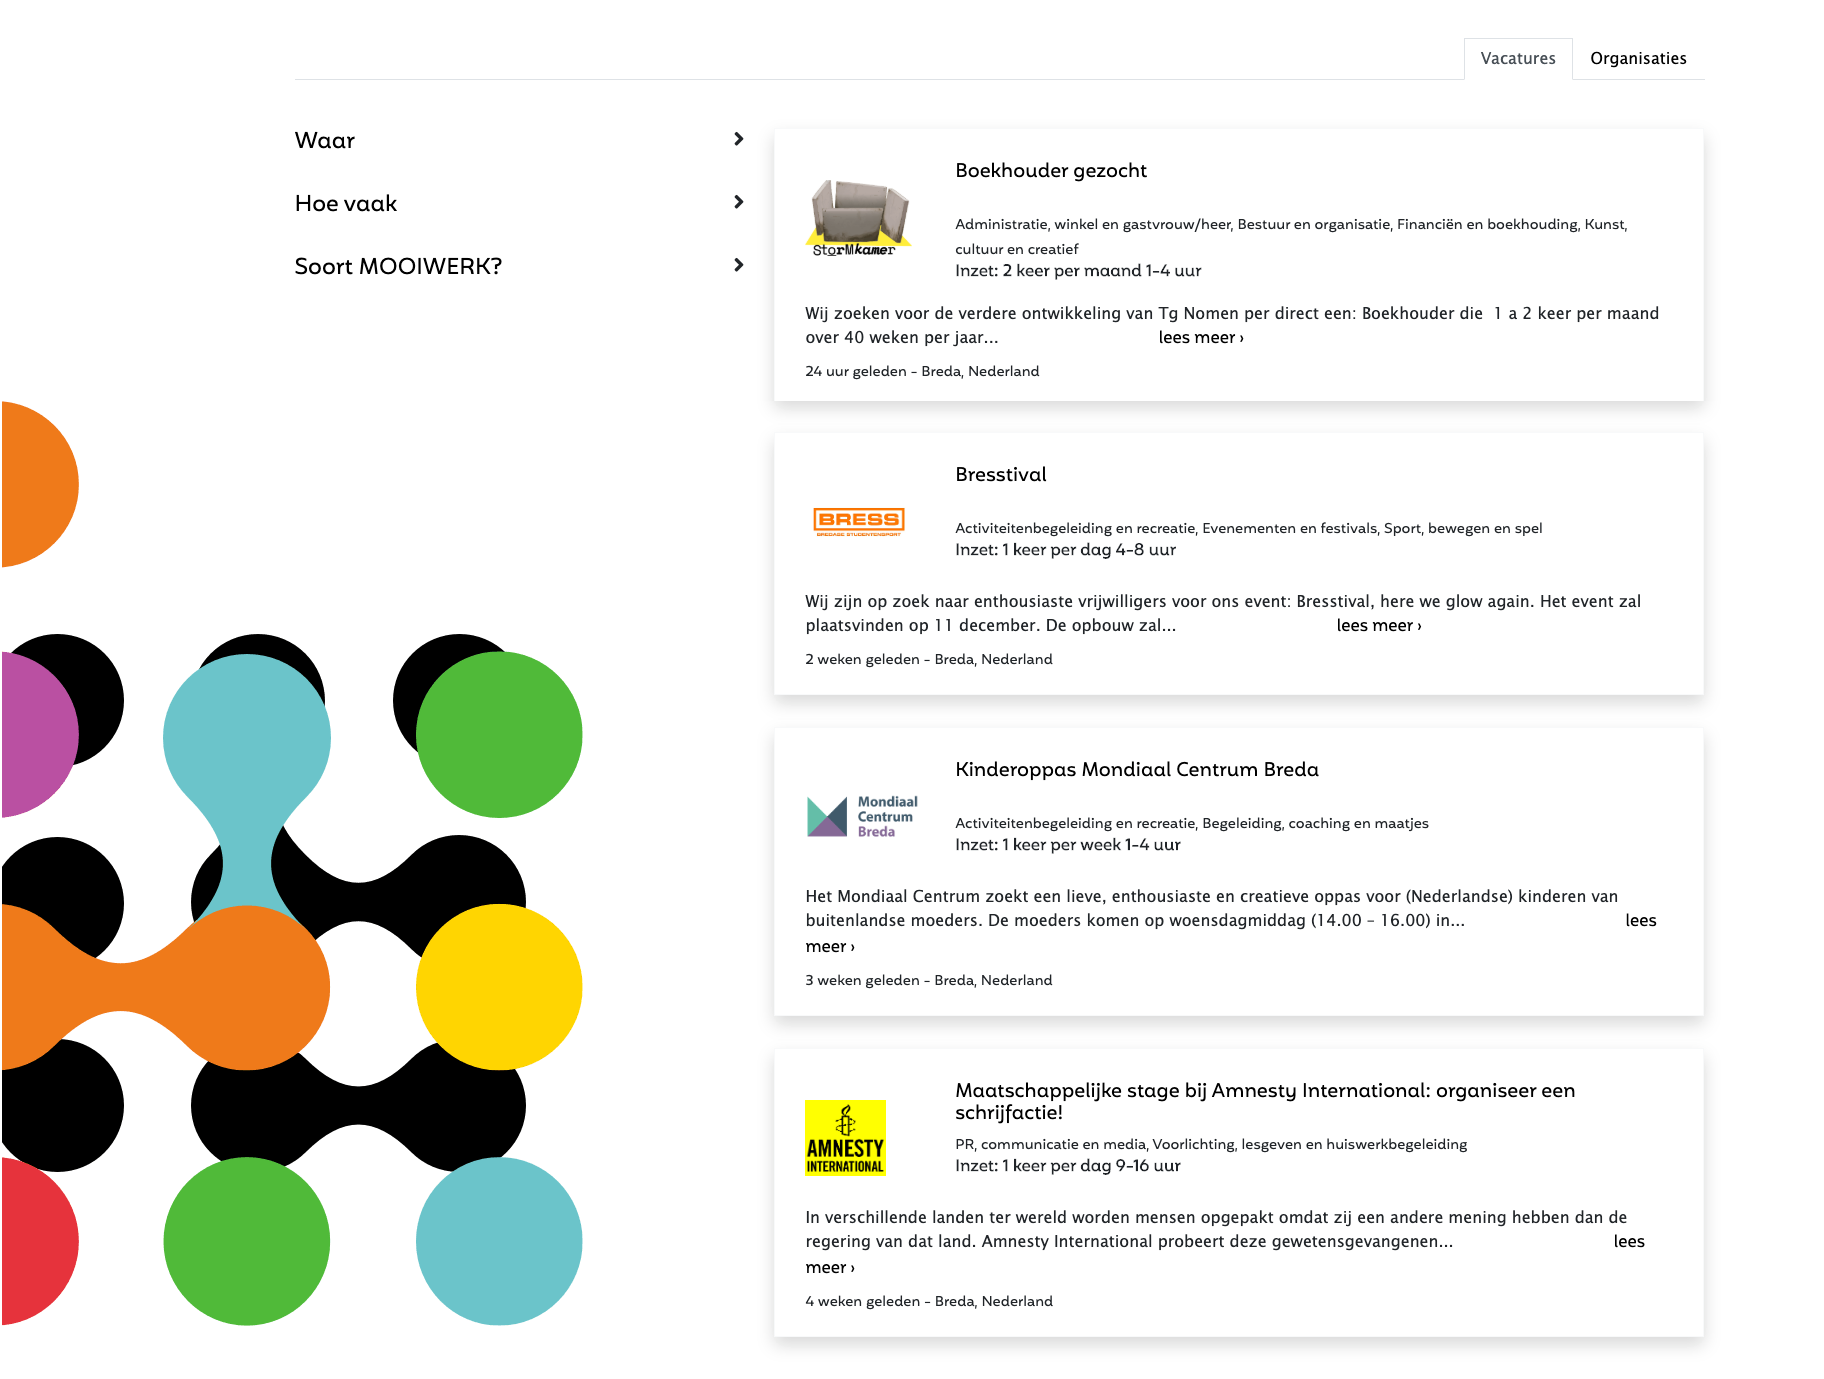 Vacatures Organisaties
Waar
Hoe vaak
Soort MOOIWERK?
StorMkamer
Boekhouder gezocht
Administratie, winkel en gastvrouw/heer, Bestuur en organisatie, Financiën en boekhouding, Kunst,
cultuur en creatief
Inzet: 2 keer per maand 1-4 uur
Wij zoeken voor de verdere ontwikkeling van Tg Nomen per direct een: Boekhouder die 1 a 2 keer per maand
over 40 weken per jaar... lees meer ›
24 uur geleden - Breda, Nederland
BRESS
BREDASE STUDENTENSPORT
Bresstival
Activiteitenbegeleiding en recreatie, Evenementen en festivals, Sport, bewegen en spel
Inzet: 1 keer per dag 4-8 uur
Wij zijn op zoek naar enthousiaste vrijwilligers voor ons event: Bresstival, here we glow again. Het event zal
plaatsvinden op 11 december. De opbouw zal... lees meer ›
2 weken geleden - Breda, Nederland
Mondiaal
Centrum
Breda
Kinderoppas Mondiaal Centrum Breda
Activiteitenbegeleiding en recreatie, Begeleiding, coaching en maatjes
Inzet: 1 keer per week 1-4 uur
Het Mondiaal Centrum zoekt een lieve, enthousiaste en creatieve oppas voor (Nederlandse) kinderen van
buitenlandse moeders. De moeders komen op woensdagmiddag (14.00 – 16.00) in... lees
meer ›
3 weken geleden - Breda, Nederland
AMNESTY
INTERNATIONAL
Maatschappelijke stage bij Amnesty International: organiseer een
schrijfactie!
PR, communicatie en media, Voorlichting, lesgeven en huiswerkbegeleiding
Inzet: 1 keer per dag 9-16 uur
In verschillende landen ter wereld worden mensen opgepakt omdat zij een andere mening hebben dan de
regering van dat land. Amnesty International probeert deze gewetensgevangenen... lees
meer ›
4 weken geleden - Breda, Nederland